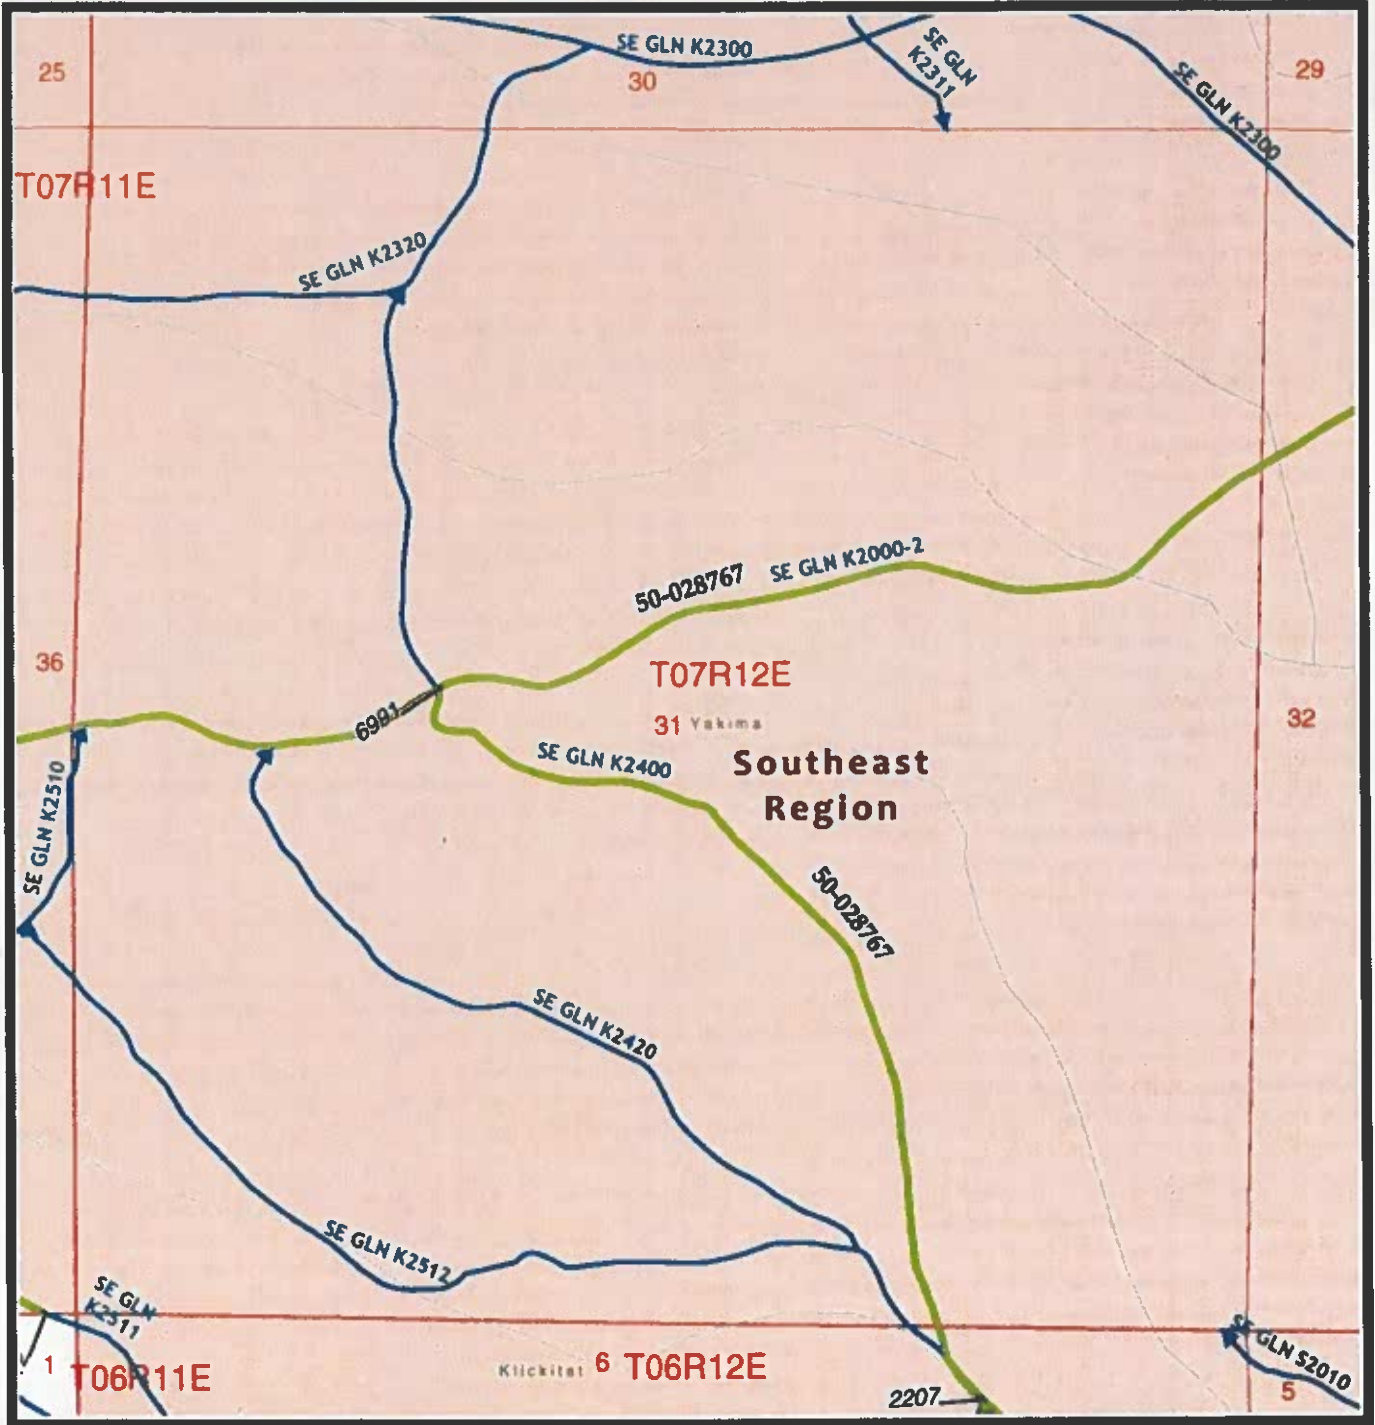 SE GLN K2300
SE GLN
K2311
25
30
29
SE GLN K2300
T07R11E
SE GLN K2320
50-028767
SE GLN K2000-2
36
T07R12E
6991
31
Yakima
32
SE GLN K2400
Southeast
Region
SE GLN K2510
50-028767
SE GLN K2420
SE GLN K2512
SE GLN
K2511
SE GLN S2010
1
T06R11E
Klickitat
6
T06R12E
2207
5